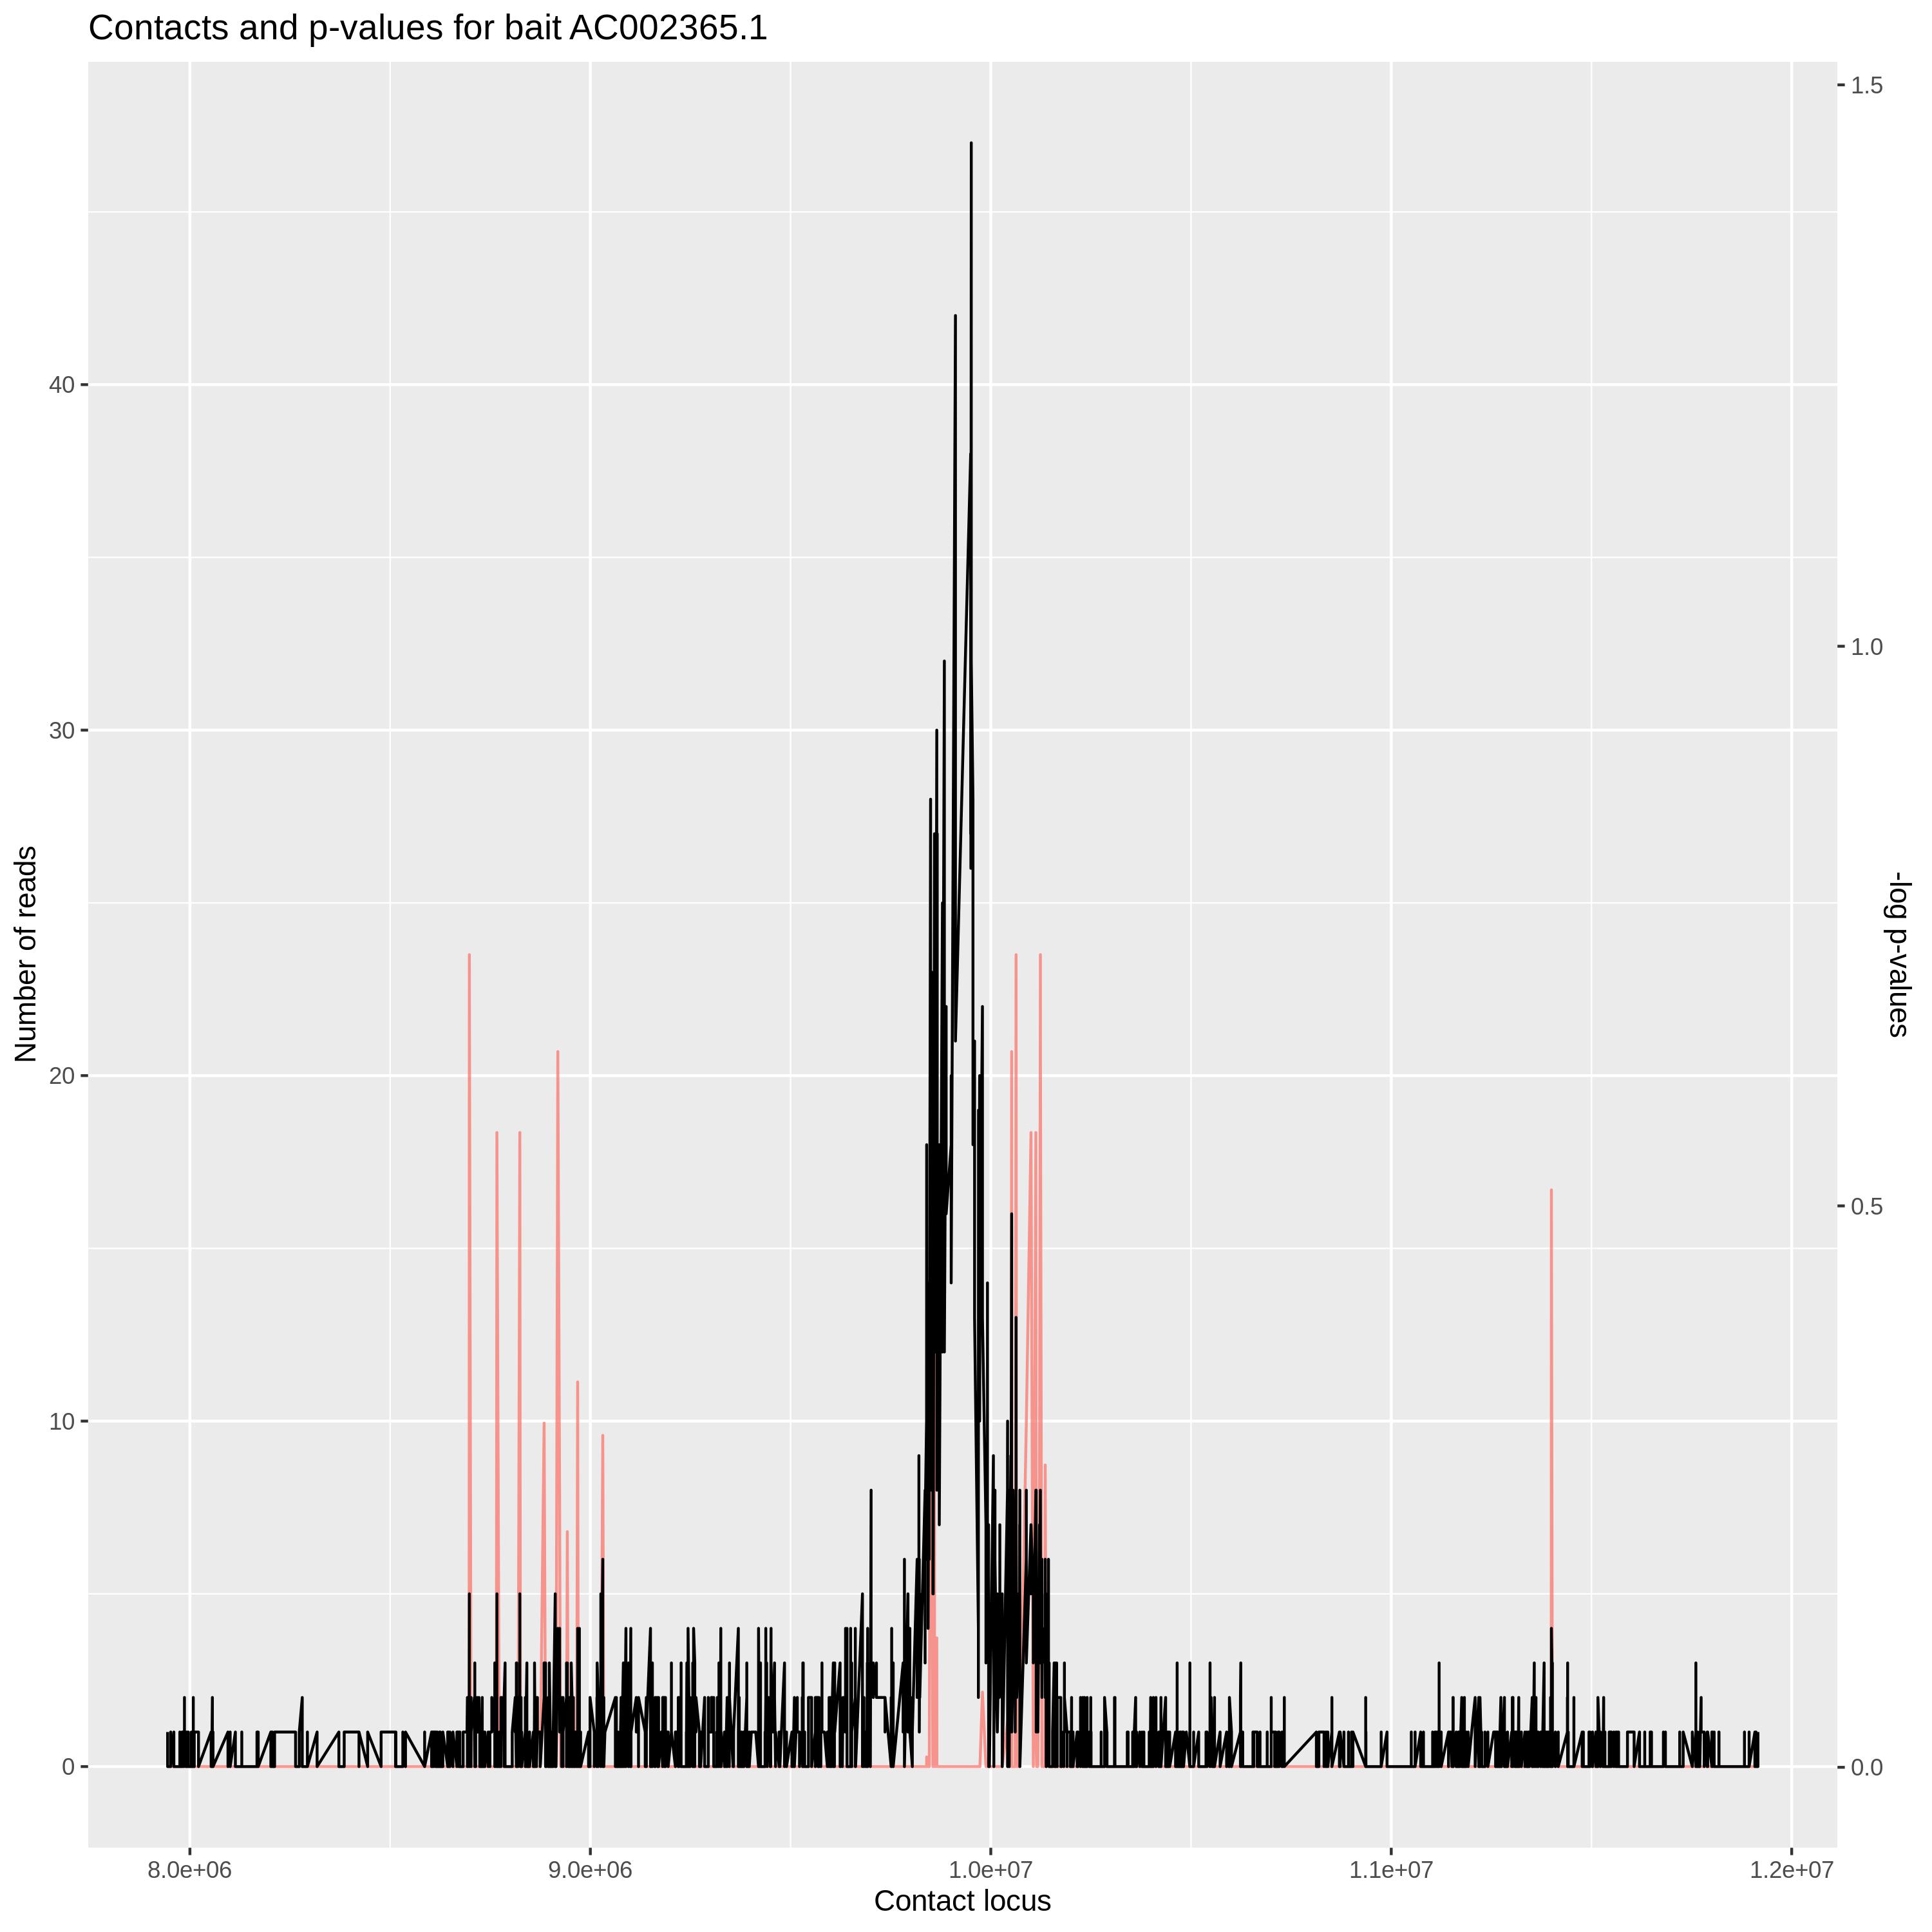 Contacts and p-values for bait AC002365.1
Number of reads
40
30
20
10
0
1.5
1.0
0.5
0.0
-log p-values
8.0e+06
9.0e+06
1.0e+07
1.1e+07
1.2e+07
Contact locus